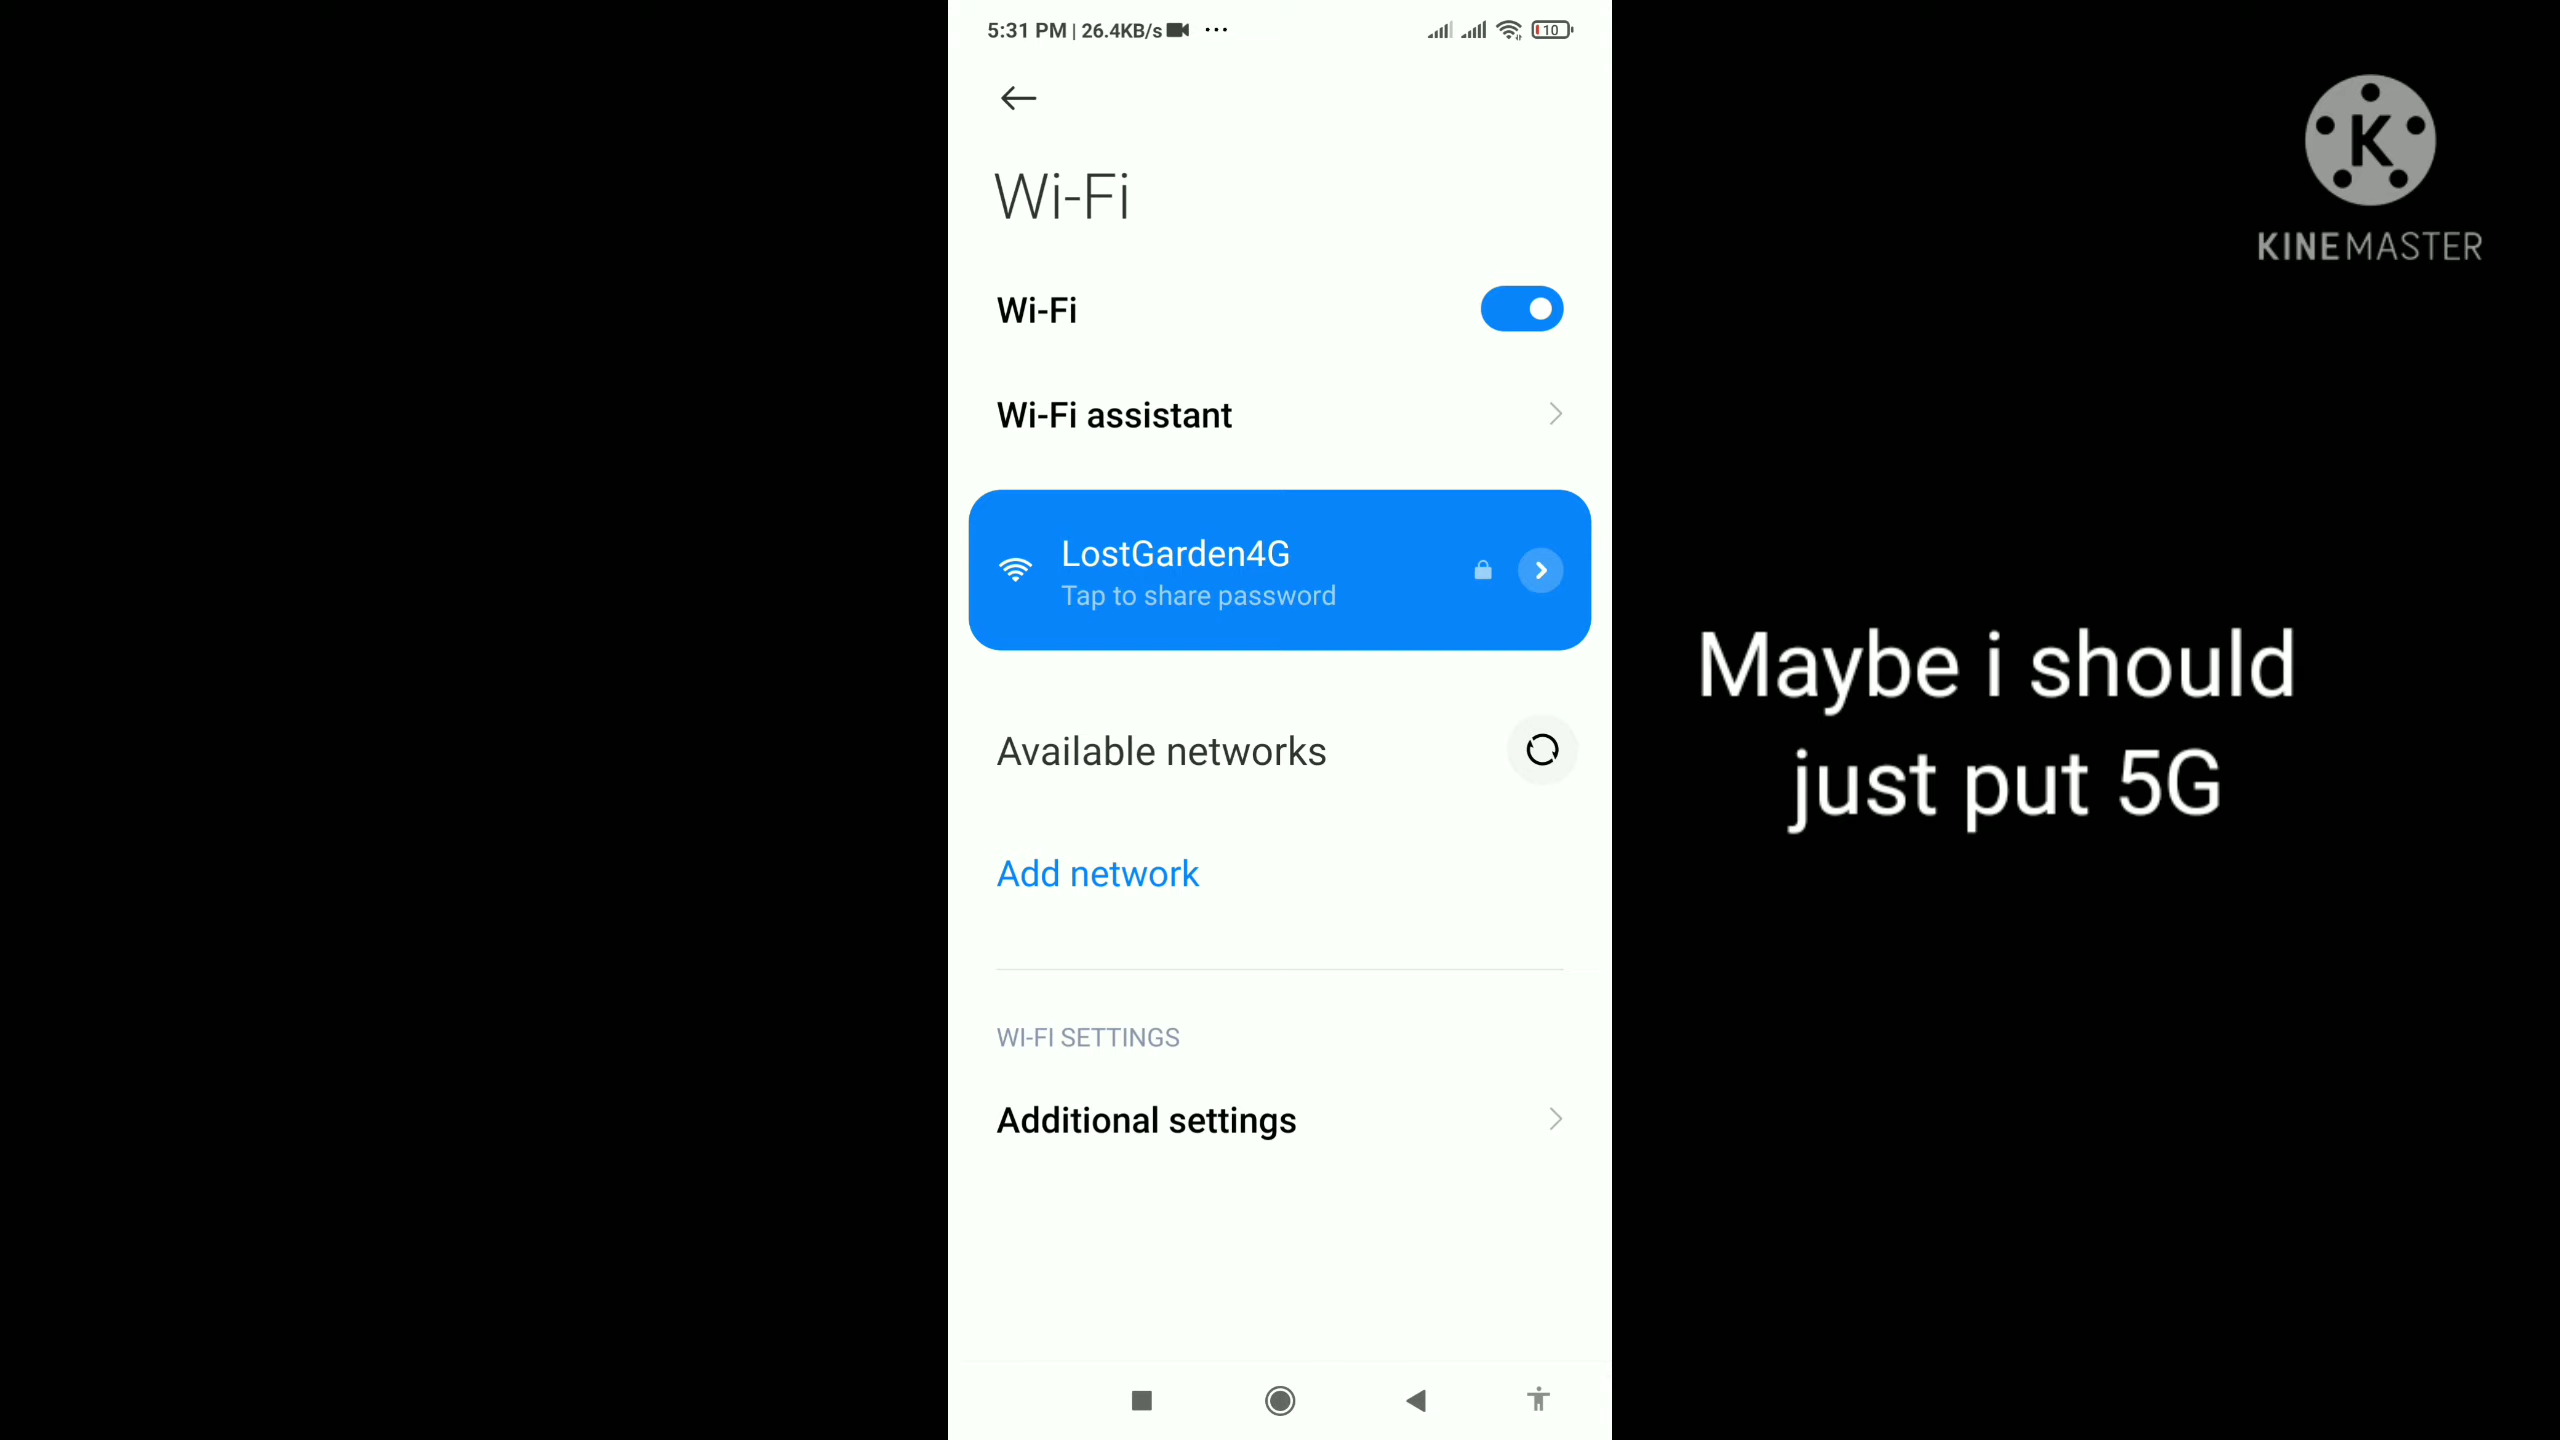 5:31 PM | 26.4KB/s ...
10
Wi-Fi
Wi-Fi
Wi-Fi assistant
LostGarden4G
Tap to share password
Available networks
Add network
WI-FI SETTINGS
Additional settings
K
KINEMASTER
Maybe i should
just put 5G